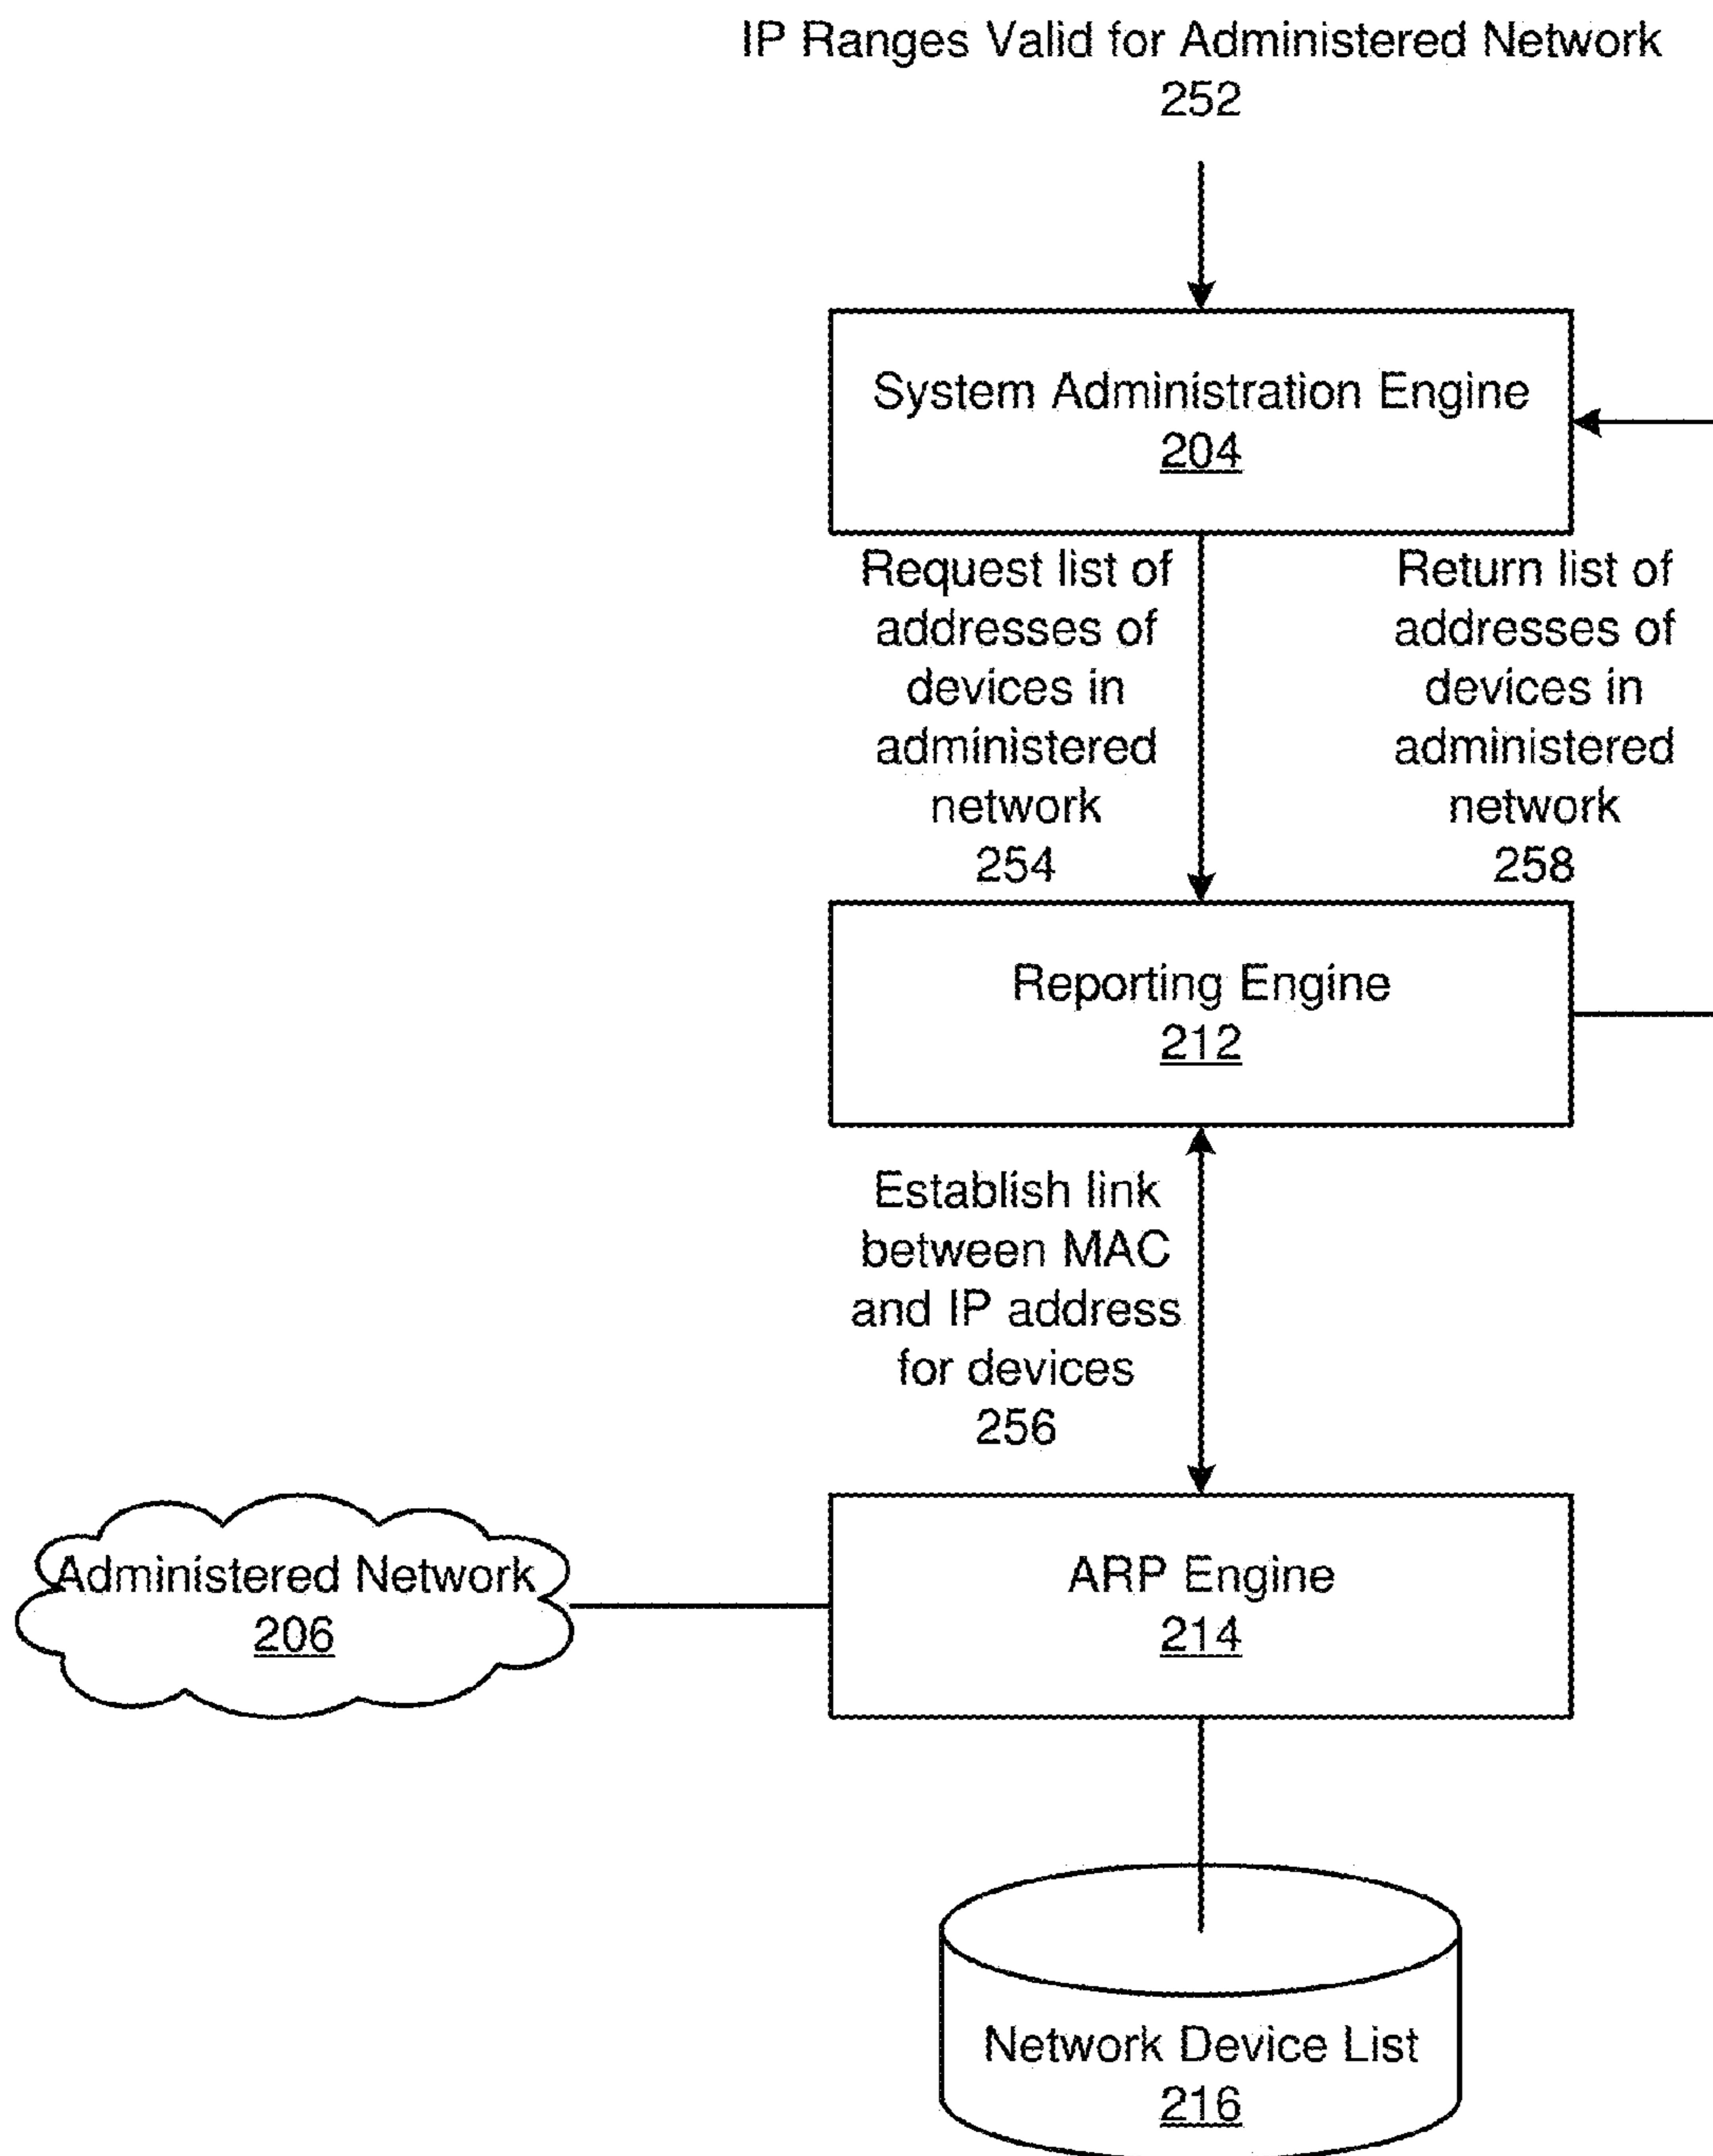 IP Ranges Valid for Administered Network
252
System Administration Engine
204
Request list of
addresses of
devices in
administered
network
254
Return list of
addresses of
devices in
administered
network
258
Reporting Engine
212
Establish link
between MAC
and IP address
for devices
256
Administered Network
206
ARP Engine
214
Network Device List
216